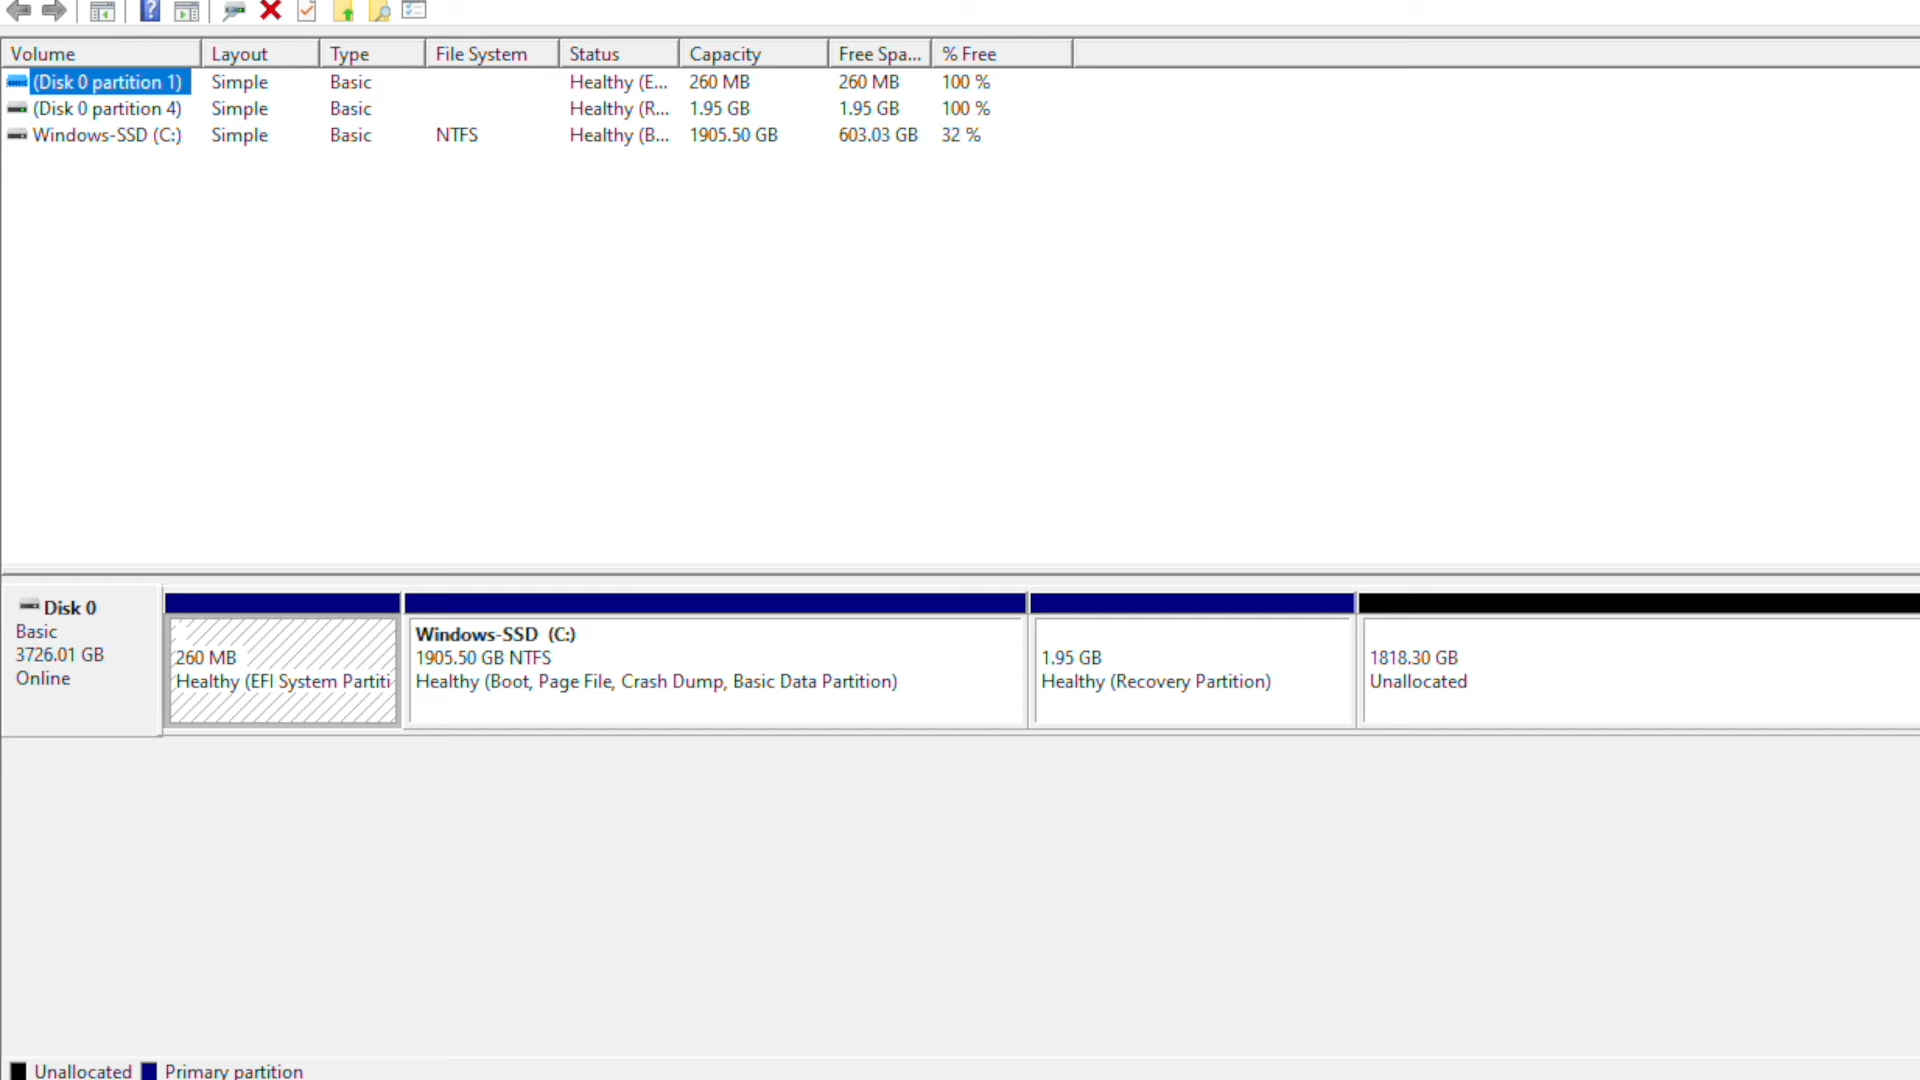 Volume Layout Type File System Status Capacity Free Spa... % Free
(Disk 0 partition 1) Simple Basic Healthy (E... 260 MB 260 MB 100 %
(Disk 0 partition 4) Simple Basic Healthy (R... 1.95 GB 1.95 GB 100 %
Windows-SSD (C:) Simple Basic NTFS Healthy (B... 1905.50 GB 603.03 GB 32 %
Disk 0
Basic
3726.01 GB
Online
260 MB
Healthy (EFI System Partiti
Windows-SSD (C:)
1905.50 GB NTFS
Healthy (Boot, Page File, Crash Dump, Basic Data Partition)
1.95 GB
Healthy (Recovery Partition)
1818.30 GB
Unallocated
Unallocated Primary partition